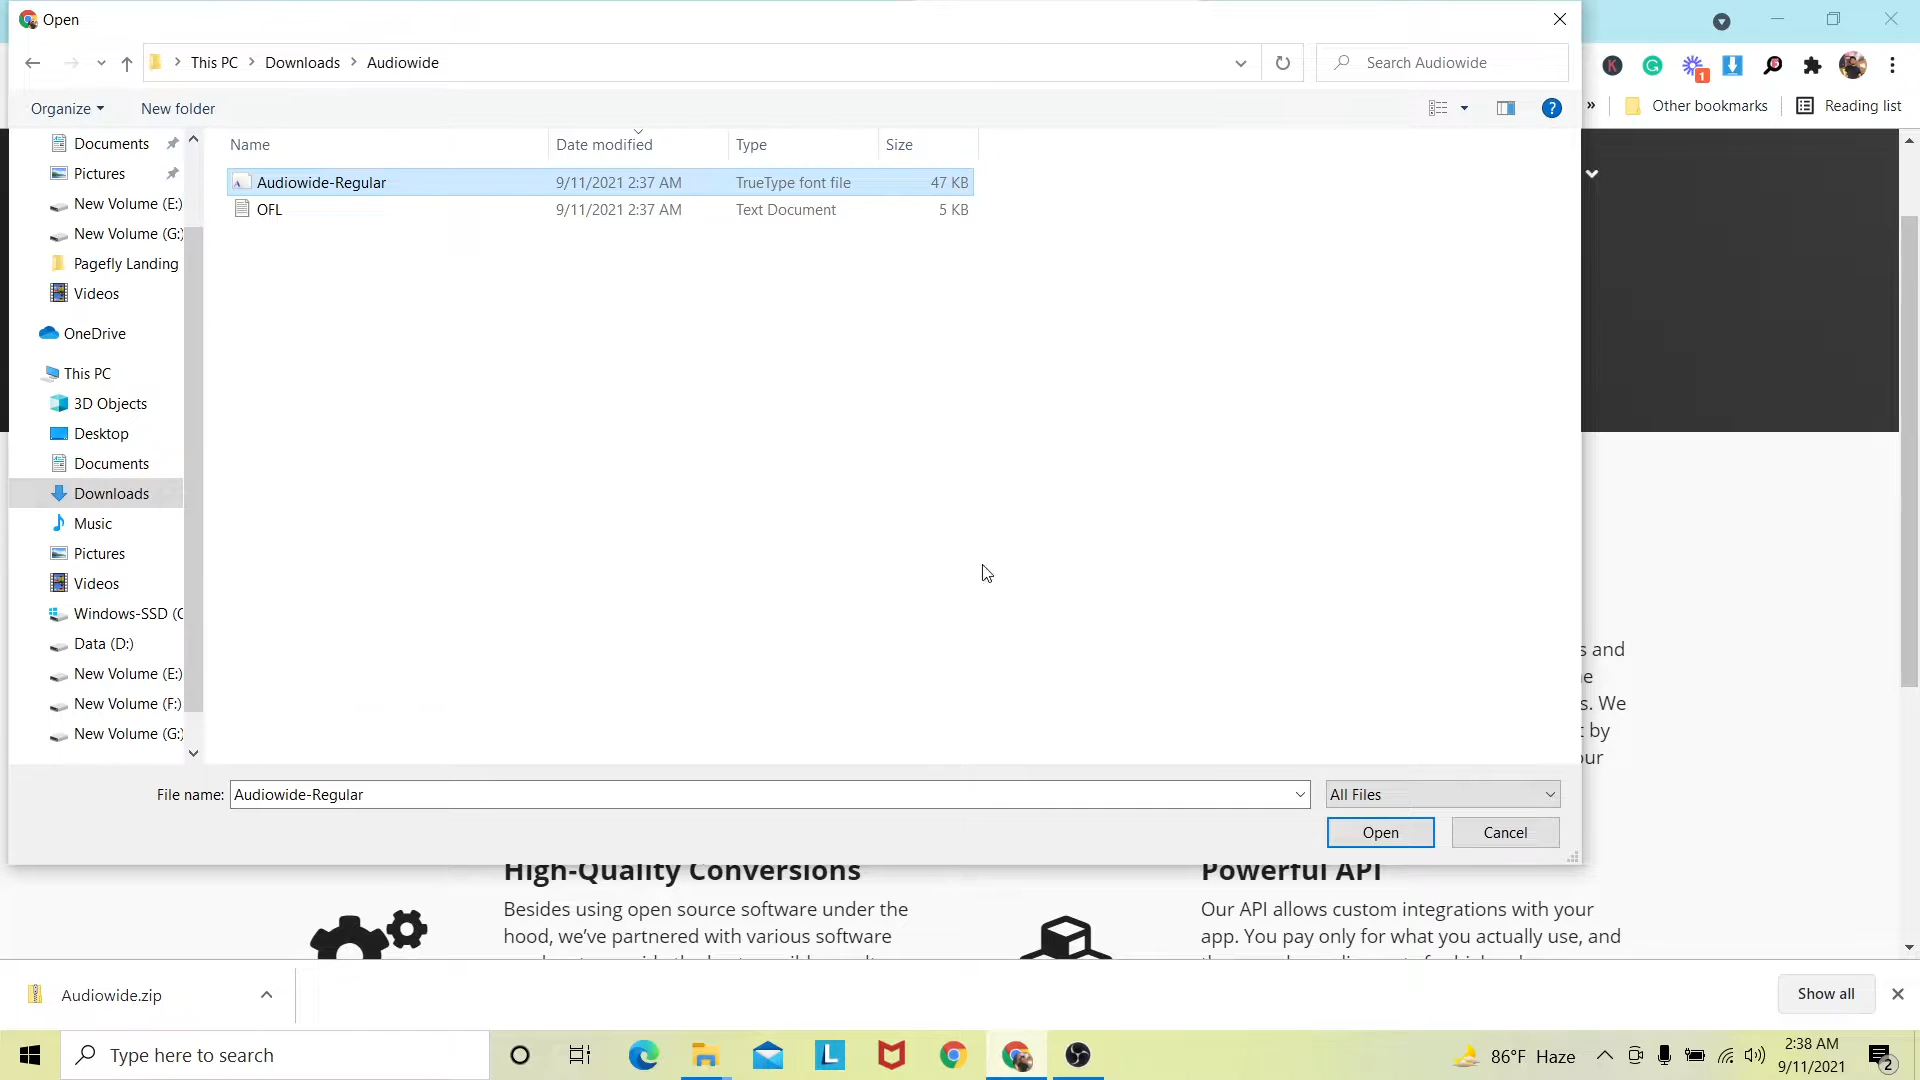 Open
This PC > Downloads > Audiowide
Search Audiowide
Organize
New folder
1
Other bookmarks
Reading list
Name
Date modified
Type
Size
Audiowide-Regular
9/11/2021 2:37 AM
TrueType font file
47 KB
OFL
9/11/2021 2:37 AM
Text Document
5 KB
Documents
Pictures
New Volume (E:)
New Volume (G:)
Pagefly Landing
Videos
OneDrive
This PC
3D Objects
Desktop
Documents
Downloads
Music
Pictures
Videos
Windows-SSD (C
Data (D:)
New Volume (E:)
New Volume (F:)
New Volume (G:)
s and
s. We
t by
File name:
Audiowide-Regular
All Files
Open
Cancel
High-Quality Conversions
Besides using open source software under the
hood, we've partnered with various software
Powerful API
Our API allows custom integrations with your
app. You pay only for what you actually use, and
Audiowide.zip
Show all
Type here to search
86°F Haze
2:38 AM
9/11/2021
2